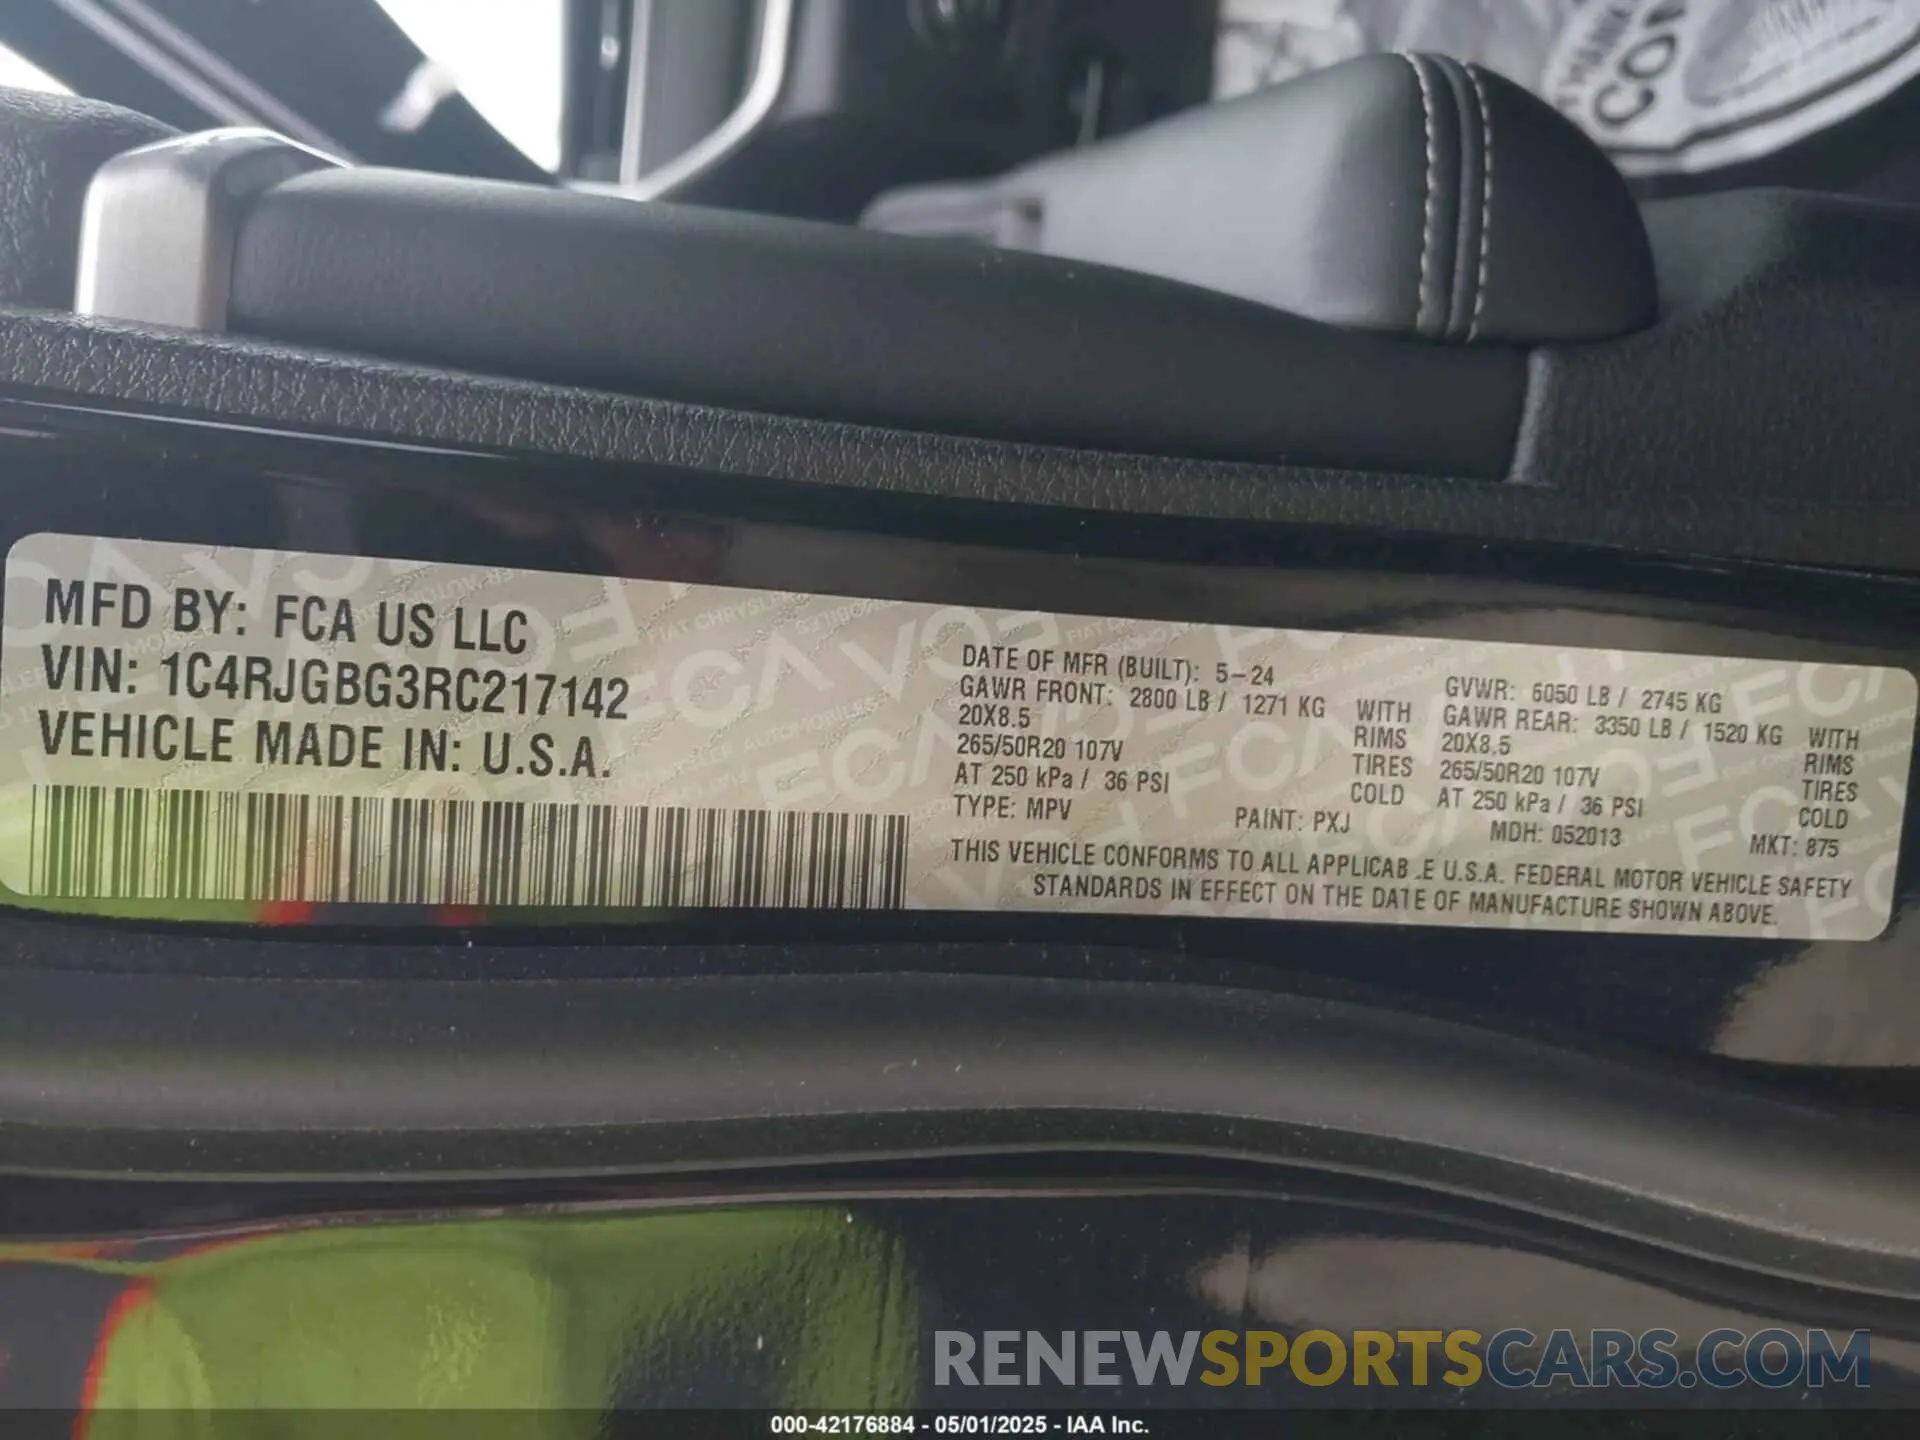 MFD BY: FCA US LLC
VIN: 1C4RJGBG3RC217142
VEHICLE MADE IN: U.S.A.
DATE OF MFR (BUILT): 5-24
GAWR FRONT: 2800 LB / 1271 KG WITH
20X8.5 RIMS
265/50R20 107V TIRES
AT 250 kPa / 36 PSI COLD
TYPE: MPV PAINT: PXJ
GVWR: 6050 LB / 2745 KG
GAWR REAR: 3350 LB / 1520 KG WITH
20X8.5 RIMS
265/50R20 107V TIRES
AT 250 kPa / 36 PSI COLD
MDH: 052013 MKT: 875
THIS VEHICLE CONFORMS TO ALL APPLICAB.E U.S.A. FEDERAL MOTOR VEHICLE SAFETY
STANDARDS IN EFFECT ON THE DATE OF MANUFACTURE SHOWN ABOVE.
RENEWSPORTSCARS.COM
000-42176884 - 05/01/2025 - IAA Inc.